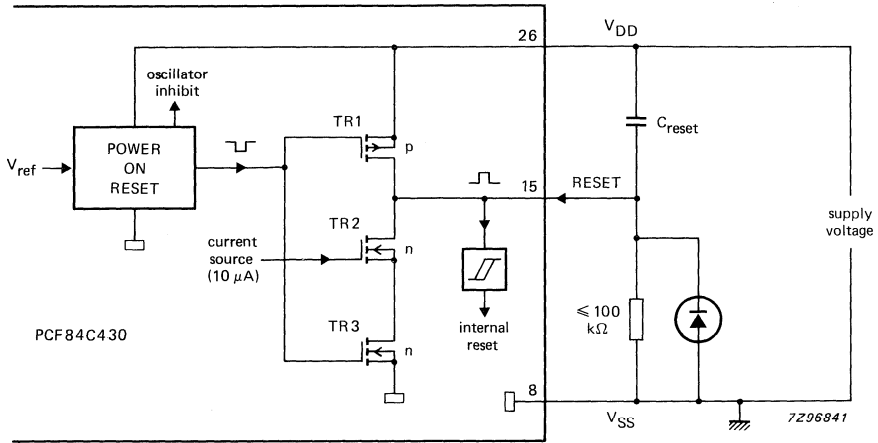 26
V_DD
oscillator
inhibit
TR1
C_reset
p
POWER
ON
RESET
V_ref
15
RESET
TR2
supply
voltage
current
source
(10 μA)
n
⩽ 100
kΩ
internal
reset
TR3
n
PCF84C430
8
V_SS
7Z96841